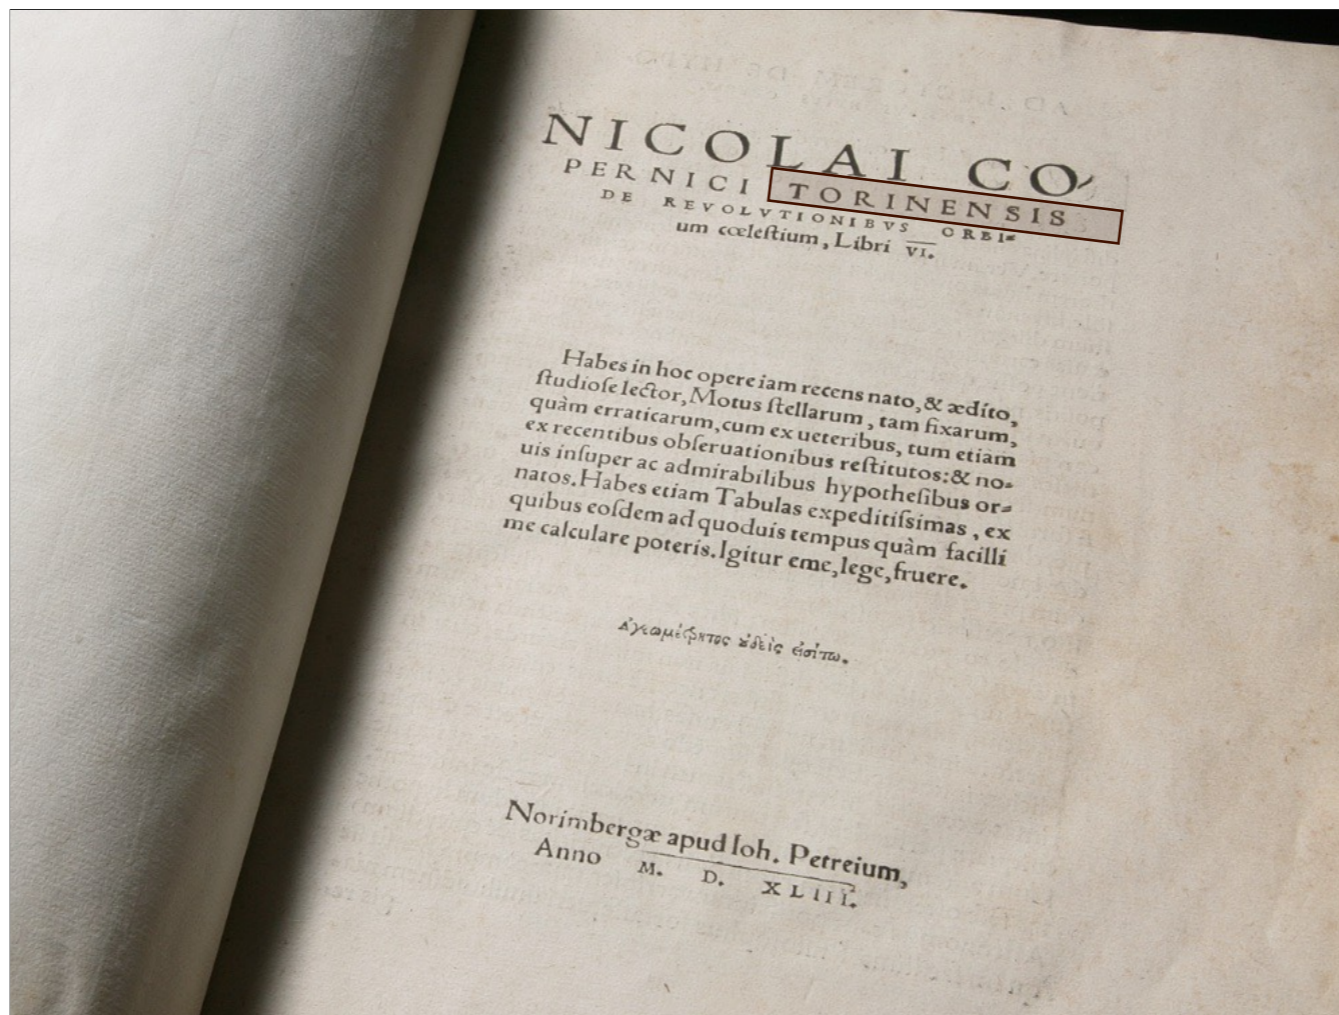 NICOLAI CO-
PERNICI TORINENSIS
DE REVOLVTIONIBVS ORBI=
um cœleſtium, Libri VI.
Habes in hoc opere iam recens nato, & ædito,
ſtudioſe lector, Motus ſtellarum, tam fixarum,
quàm erraticarum, cum ex ueteribus, tum etiam
ex recentibus obſeruationibus reſtitutos: & no=
uis inſuper ac admirabilibus hypotheſibus or=
natos. Habes etiam Tabulas expeditiſsimas, ex
quibus eoſdem ad quoduis tempus quàm facilli
me calculare poteris. Igitur eme, lege, fruere.
Ἀγεωμέτρητος ȣ̓δεὶς εἰσίτω.
Norimbergæ apud Ioh. Petreium,
Anno M. D. XLIII.